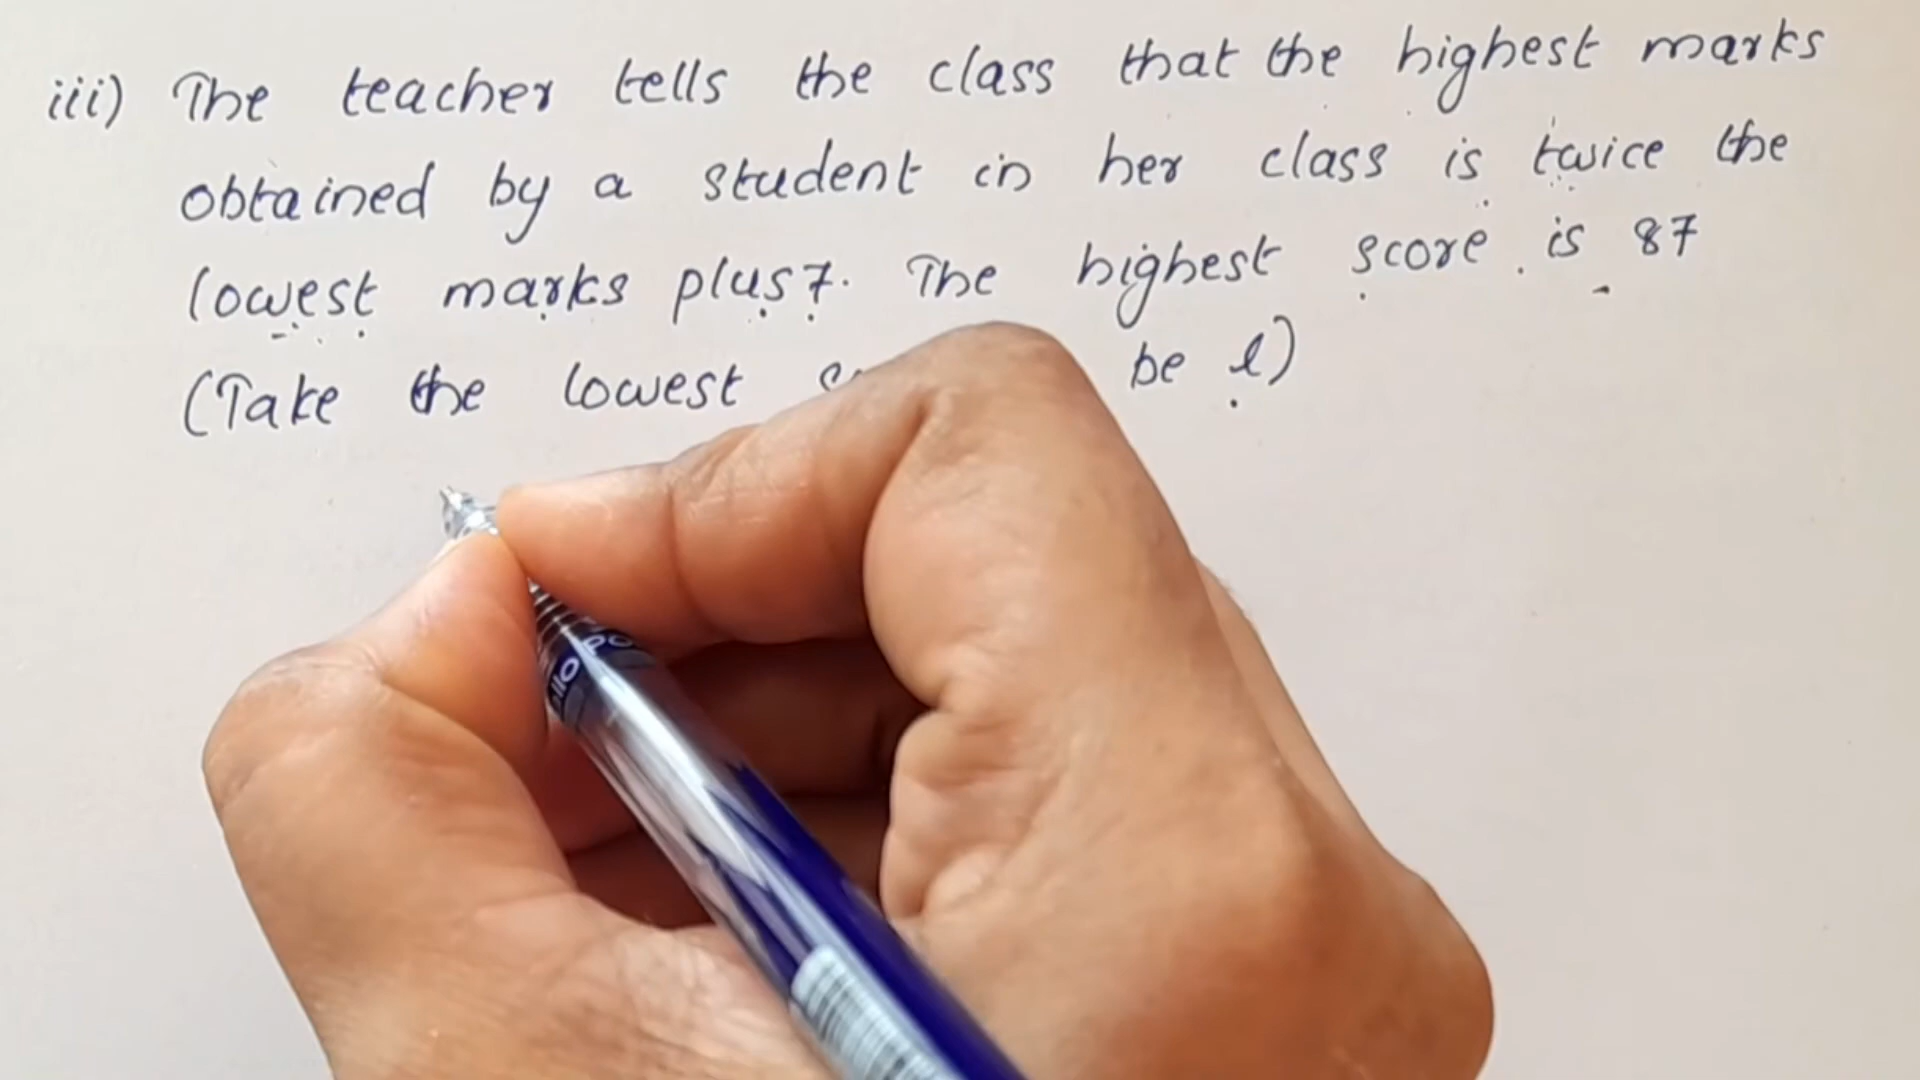 iii) The teacher tells the class that the highest marks
obtained by a student in her class is twice the
lowest marks plus 7. The highest score is 87
(Take the lowest be l)